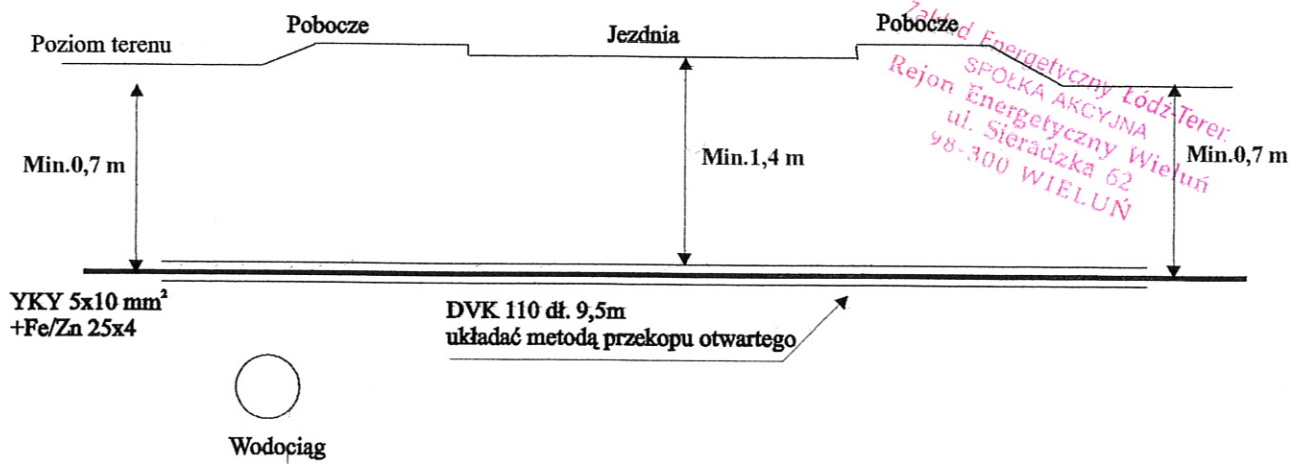 Poziom terenu
Pobocze
Jezdnia
Pobocze
Zakład Energetyczny Łódź-Teren
SPÓŁKA AKCYJNA
Rejon Energetyczny Wieluń
ul. Sieradzka 62
98-300 WIELUŃ
Min.0,7 m
Min.1,4 m
Min.0,7 m
YKY 5x10 mm²
+Fe/Zn 25x4
DVK 110 dł. 9,5m
układać metodą przekopu otwartego
Wodociąg